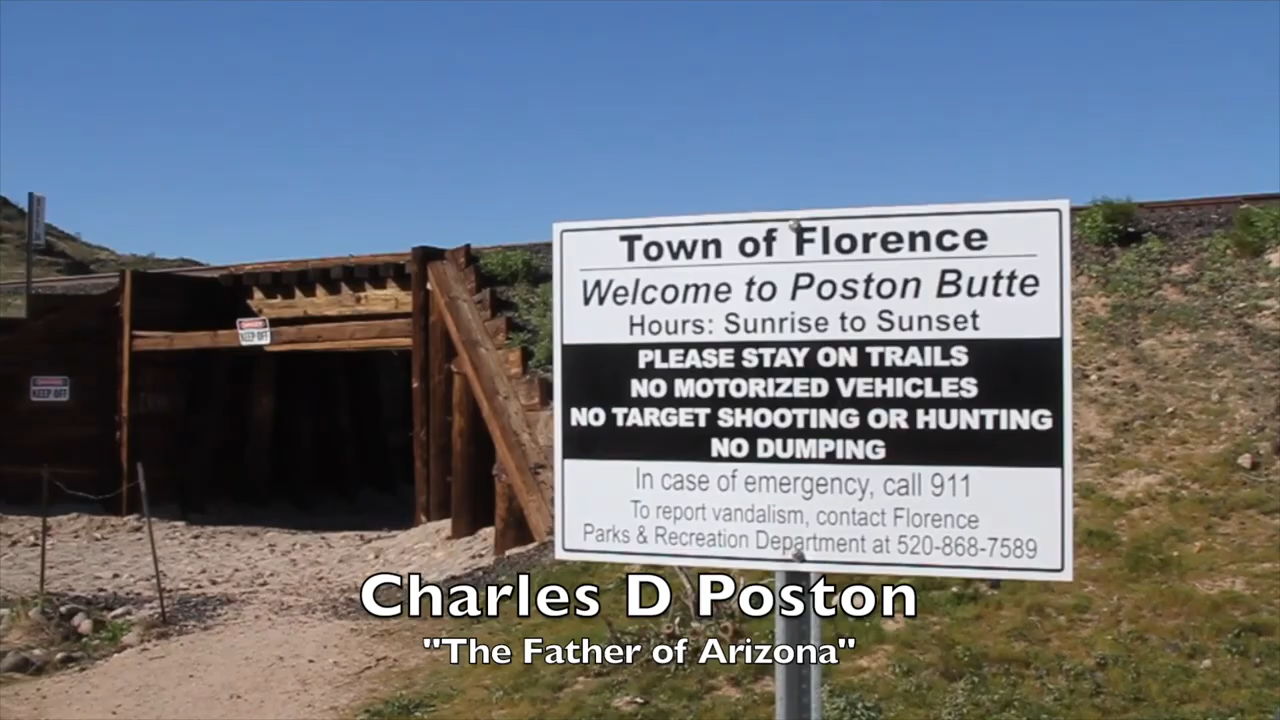 Town of Florence
Welcome to Poston Butte
Hours: Sunrise to Sunset
PLEASE STAY ON TRAILS
NO MOTORIZED VEHICLES
NO TARGET SHOOTING OR HUNTING
NO DUMPING
In case of emergency, call 911
To report vandalism, contact Florence
Parks & Recreation Department at 520-868-7589
DANGER
KEEP OFF
DANGER
KEEP OFF
Charles D Poston
"The Father of Arizona"